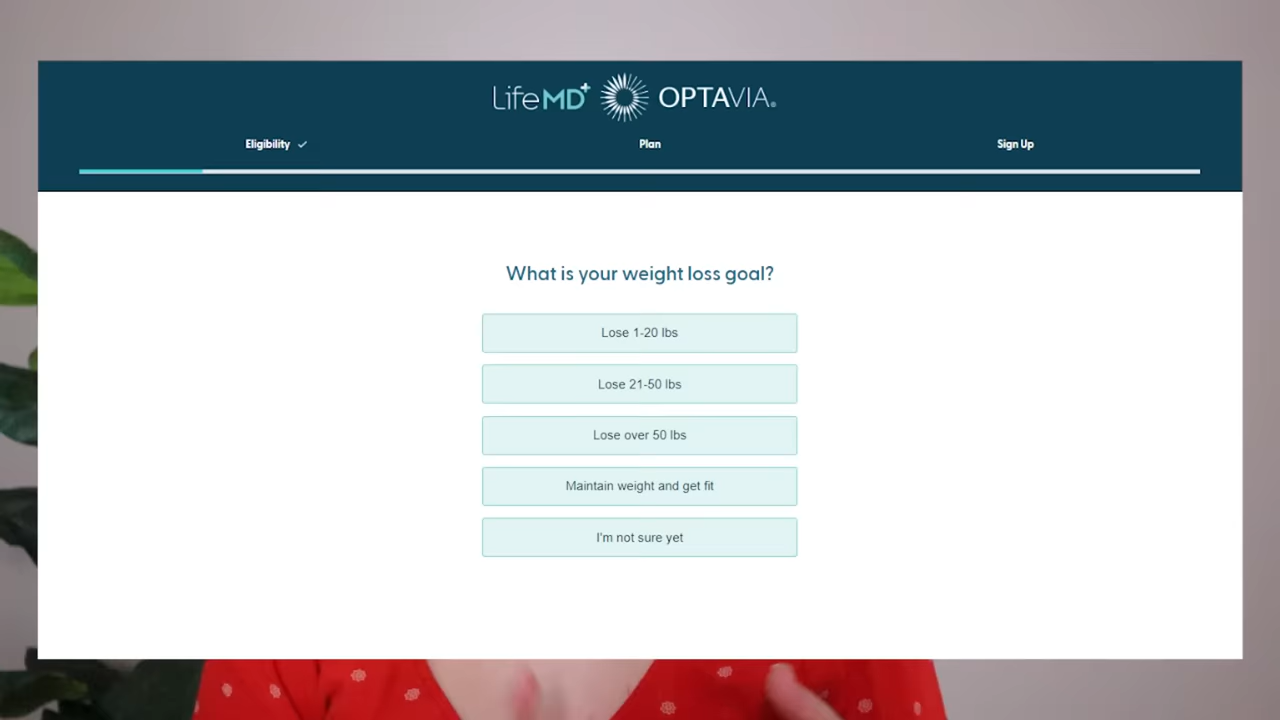 LifeMD+ OPTAVIA®
Eligibility ✓ Plan Sign Up
What is your weight loss goal?
Lose 1-20 lbs
Lose 21-50 lbs
Lose over 50 lbs
Maintain weight and get fit
I'm not sure yet